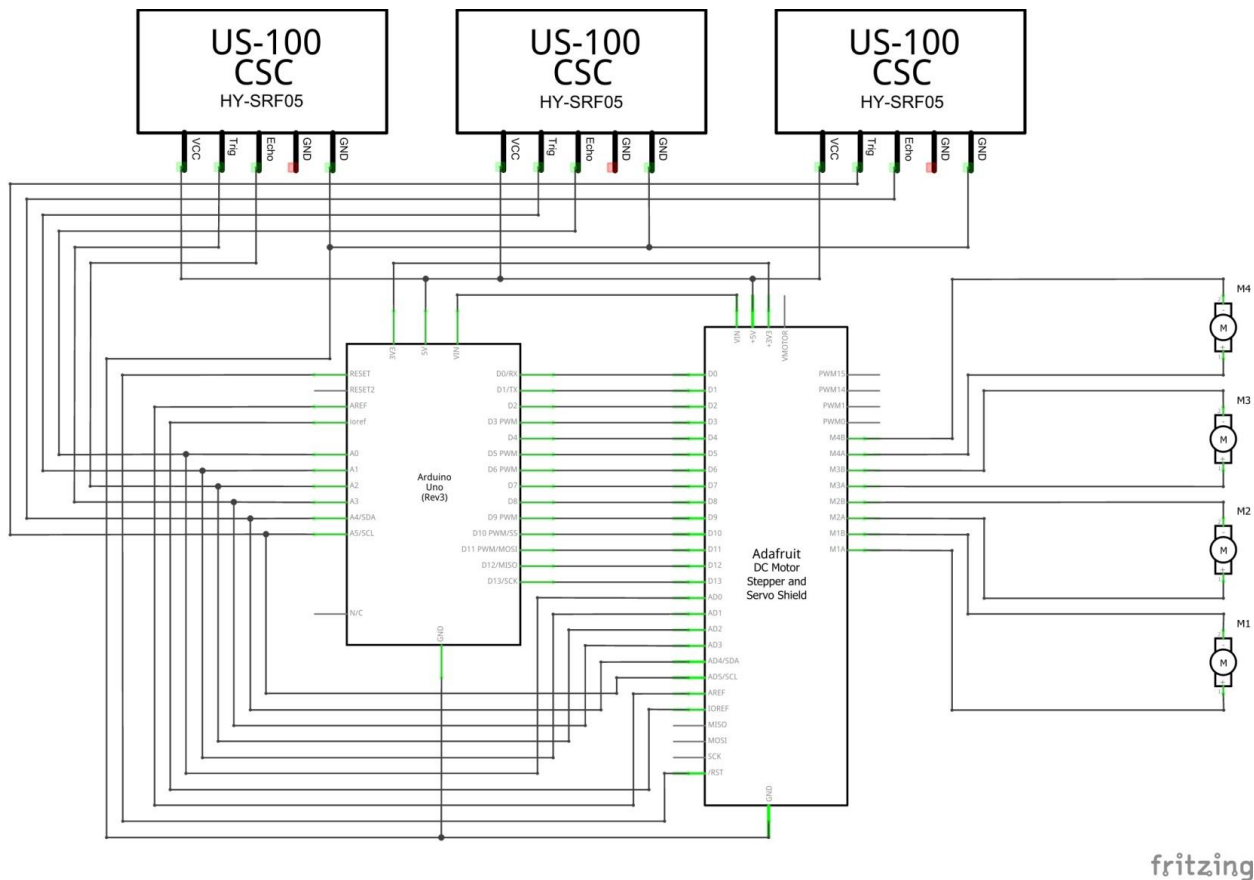 US-100
CSC
HY-SRF05
VCC
Trig
Echo
GND
GND
US-100
CSC
HY-SRF05
VCC
Trig
Echo
GND
GND
US-100
CSC
HY-SRF05
VCC
Trig
Echo
GND
GND
3V3
5V
VIN
RESET
RESET2
AREF
ioref
A0
A1
A2
A3
A4/SDA
A5/SCL
N/C
Arduino
Uno
(Rev3)
D0/RX
D1/TX
D2
D3 PWM
D4
D5 PWM
D6 PWM
D7
D8
D9 PWM
D10 PWM/SS
D11 PWM/MOSI
D12/MISO
D13/SCK
GND
VIN
+5V
+3V3
VMOTOR
D0
D1
D2
D3
D4
D5
D6
D7
D8
D9
D10
D11
D12
D13
AD0
AD1
AD2
AD3
AD4/SDA
AD5/SCL
AREF
IOREF
MISO
MOSI
SCK
/RST
Adafruit
DC Motor
Stepper and
Servo Shield
PWM15
PWM14
PWM1
PWM0
M4B
M4A
M3B
M3A
M2B
M2A
M1B
M1A
GND
M4
M
M3
M
M2
M
M1
M
fritzing